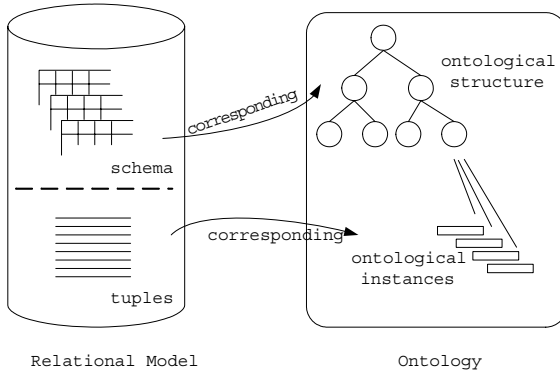 corresponding
ontological
structure
schema
corresponding
ontological
instances
tuples
Relational Model
Ontology